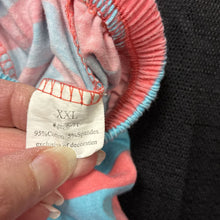 XXL
95%Cotton,5%Spandex
exclusive of decoration